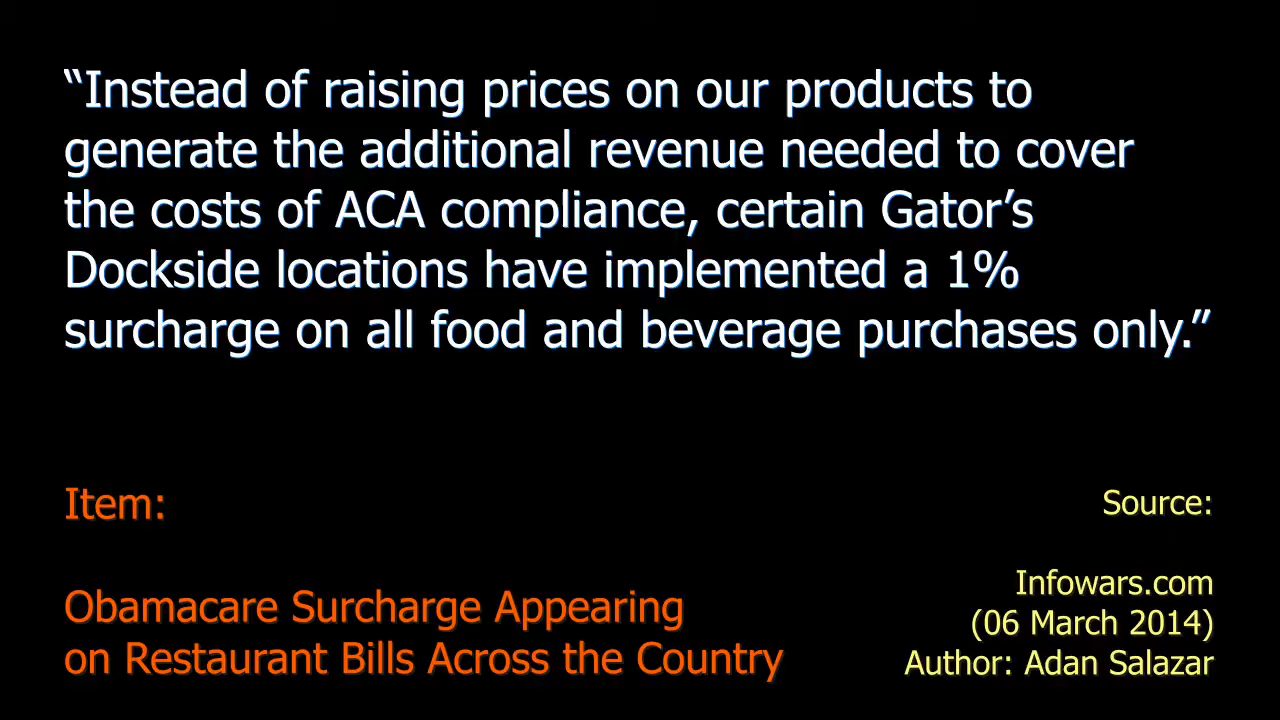 “Instead of raising prices on our products to
generate the additional revenue needed to cover
the costs of ACA compliance, certain Gator’s
Dockside locations have implemented a 1%
surcharge on all food and beverage purchases only.”
Item:
Obamacare Surcharge Appearing
on Restaurant Bills Across the Country
Source:
Infowars.com
(06 March 2014)
Author: Adan Salazar